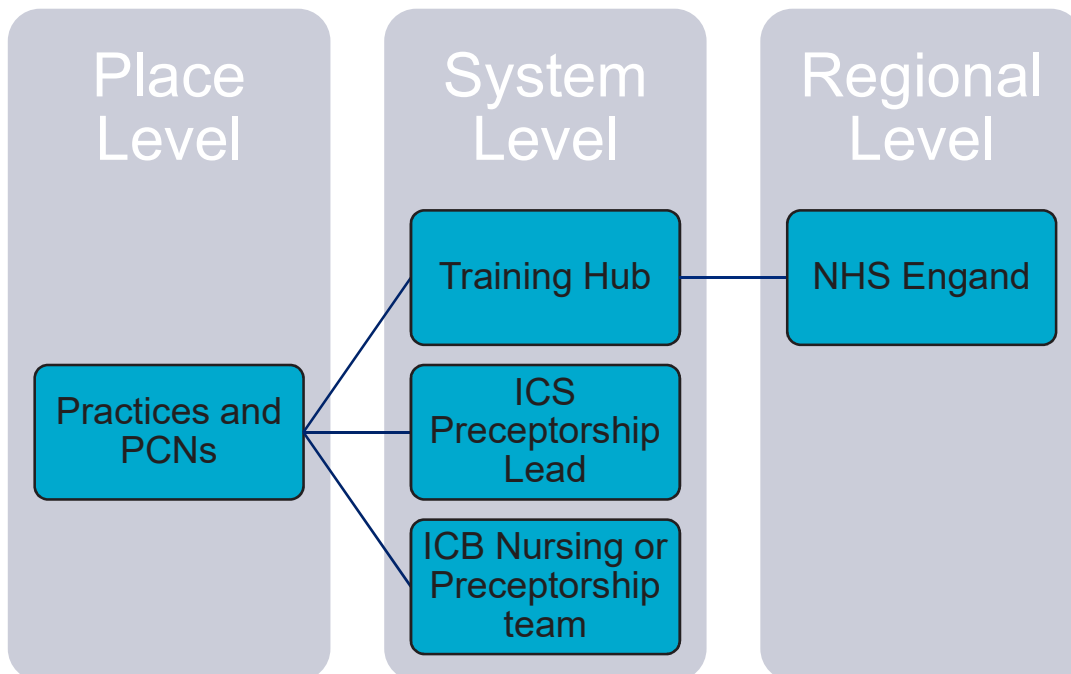 Place
Level
System
Level
Regional
Level
Training Hub
NHS Engand
Practices and
PCNs
ICS
Preceptorship
Lead
ICB Nursing or
Preceptorship
team